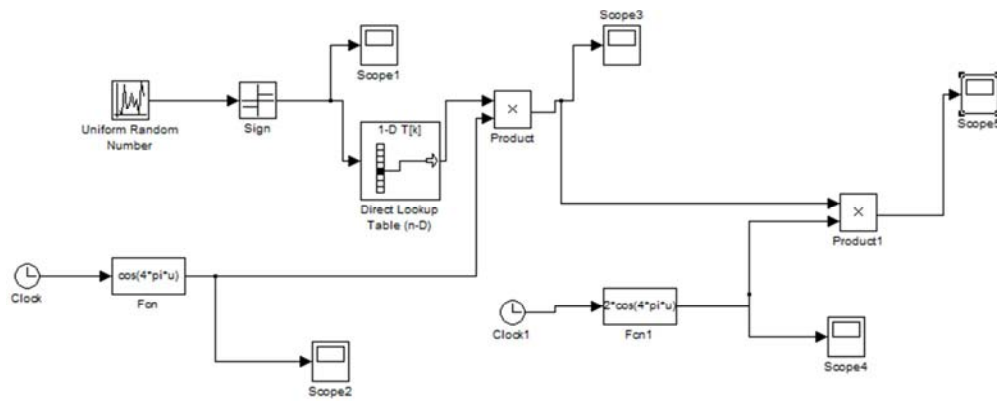 Scope3
Scope1
Uniform Random
Number
Sign
1-D T[k]
Direct Lookup
Table (n-D)
×
Product
Scope5
×
Product1
Clock
cos(4*pi*u)
Fcn
Scope2
Clock1
2*cos(4*pi*u)
Fcn1
Scope4